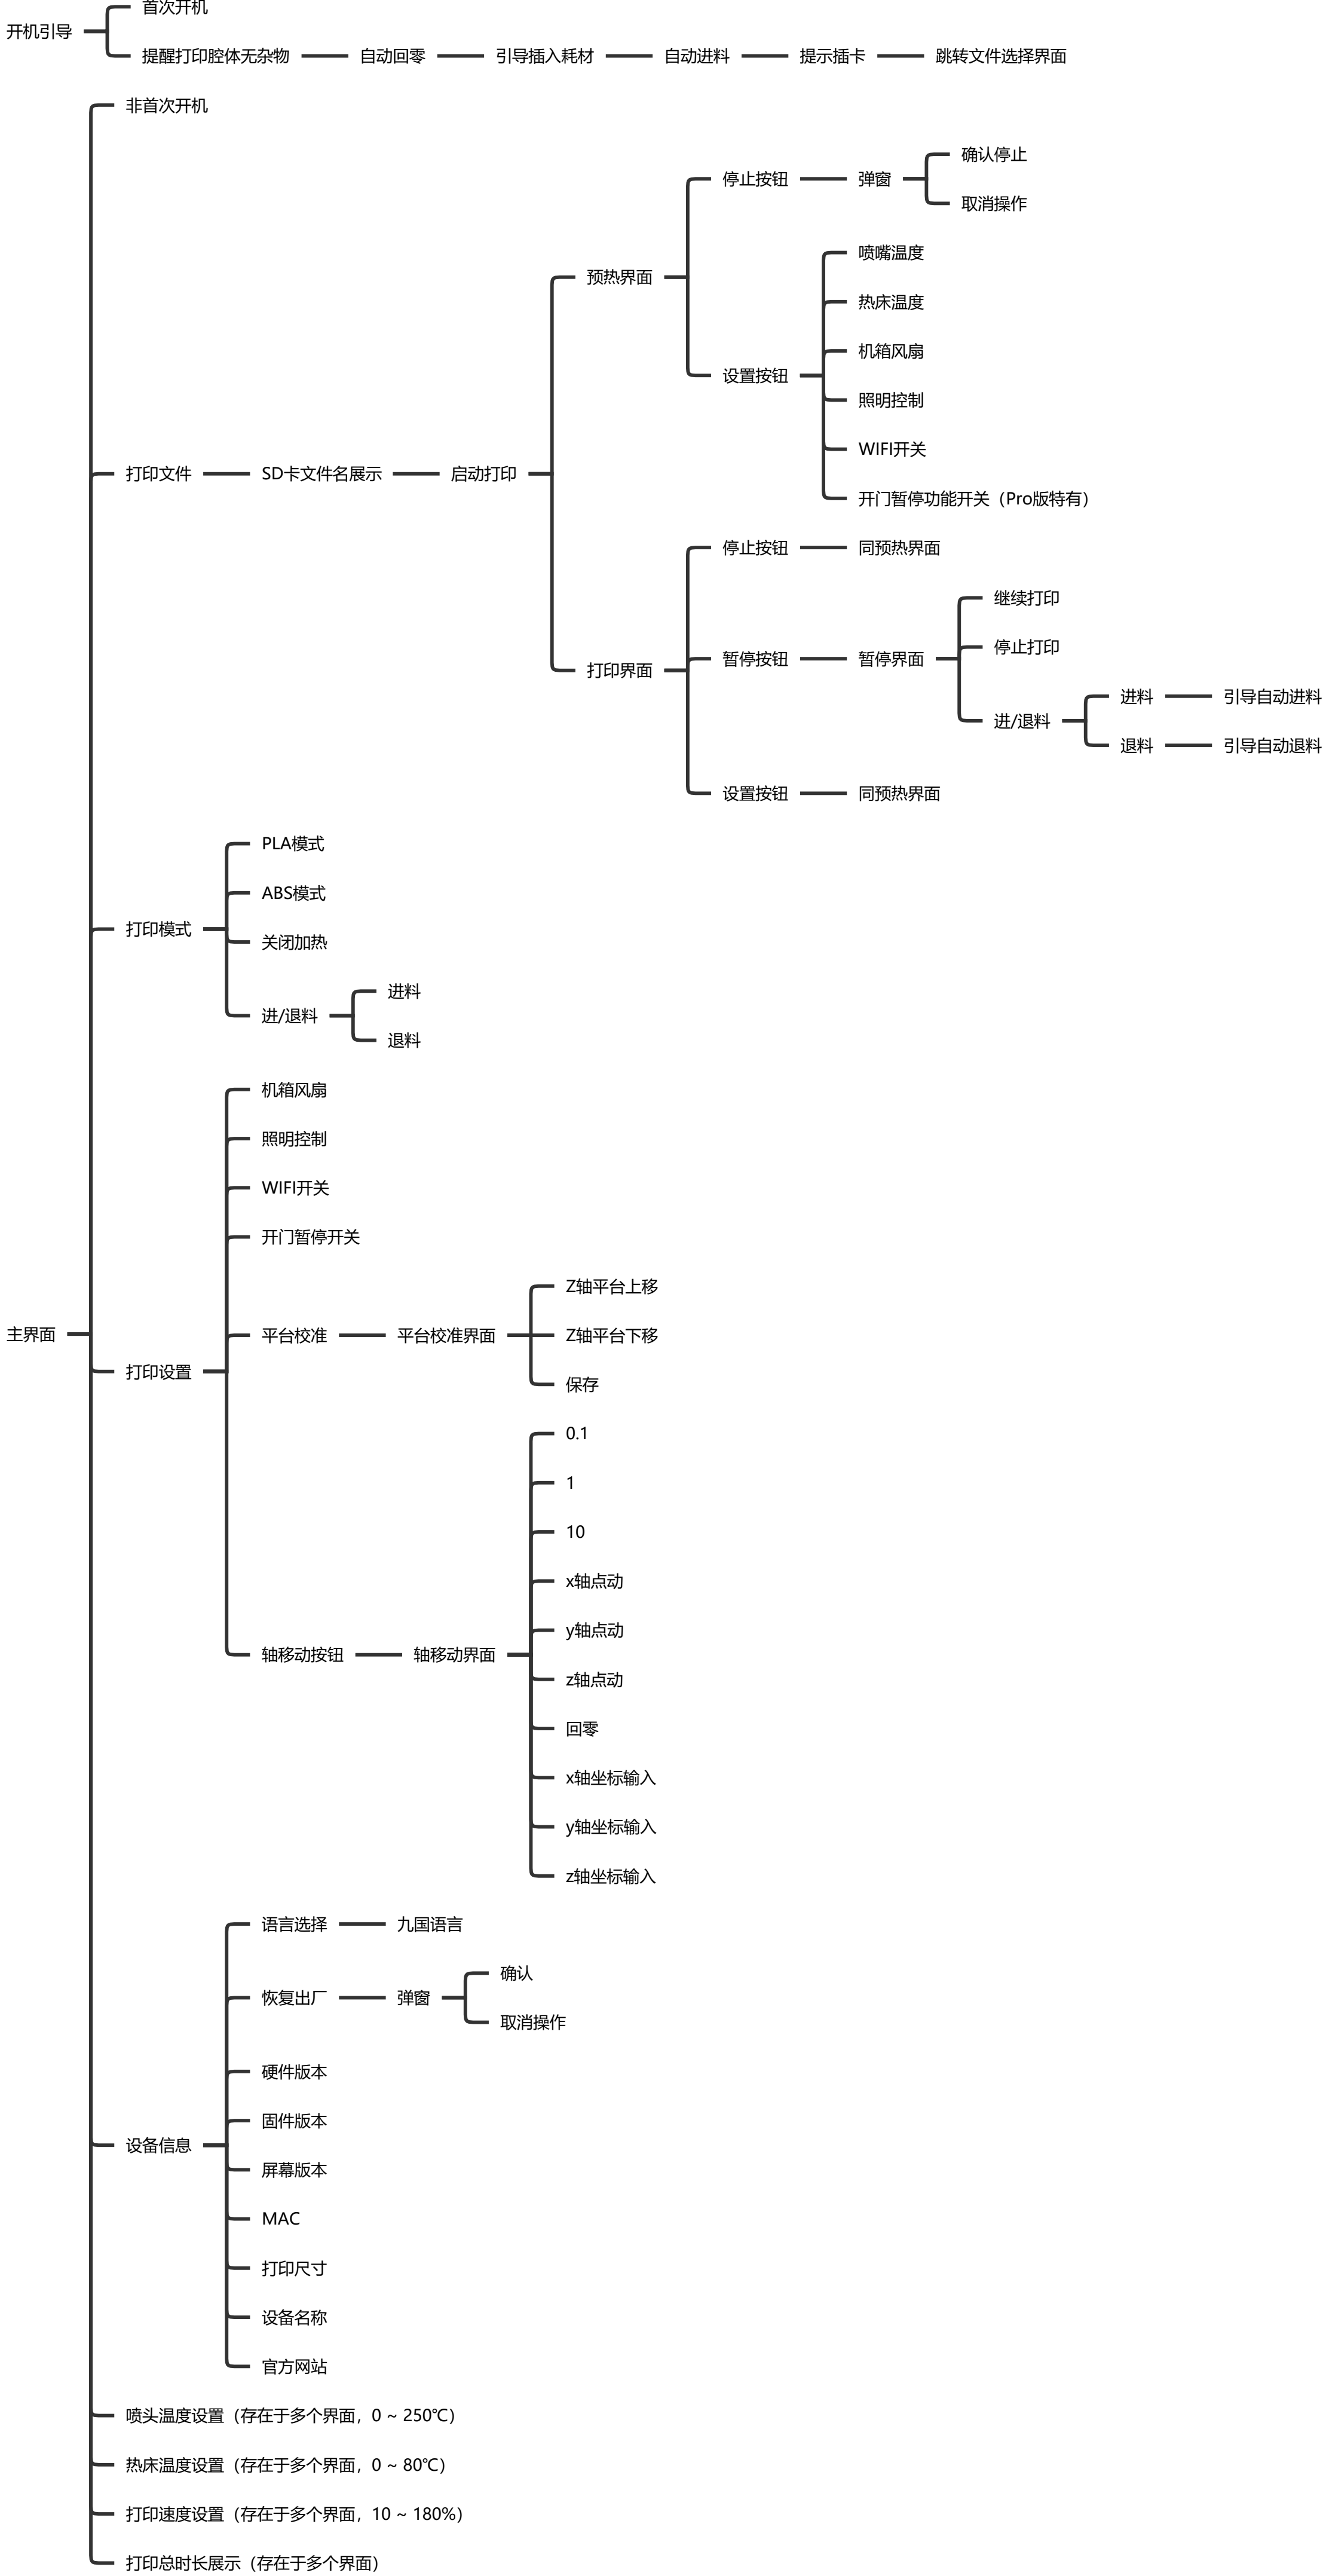 首次开机
开机引导
提醒打印腔体无杂物 自动回零 引导插入耗材 自动进料 提示插卡 跳转文件选择界面
非首次开机
确认停止
停止按钮 弹窗
取消操作
喷嘴温度
预热界面
热床温度
机箱风扇
设置按钮
照明控制
WIFI开关
打印文件 SD卡文件名展示 启动打印
开门暂停功能开关（Pro版特有）
停止按钮 同预热界面
继续打印
停止打印
暂停按钮 暂停界面
打印界面
进料 引导自动进料
进/退料
退料 引导自动退料
设置按钮 同预热界面
PLA模式
ABS模式
打印模式
关闭加热
进料
进/退料
退料
机箱风扇
照明控制
WIFI开关
开门暂停开关
Z轴平台上移
主界面
平台校准 平台校准界面 Z轴平台下移
打印设置
保存
0.1
1
10
x轴点动
y轴点动
轴移动按钮 轴移动界面
z轴点动
回零
x轴坐标输入
y轴坐标输入
z轴坐标输入
语言选择 九国语言
确认
恢复出厂 弹窗
取消操作
硬件版本
固件版本
设备信息
屏幕版本
MAC
打印尺寸
设备名称
官方网站
喷头温度设置（存在于多个界面，0 ~ 250℃）
热床温度设置（存在于多个界面，0 ~ 80℃）
打印速度设置（存在于多个界面，10 ~ 180%）
打印总时长展示（存在于多个界面）